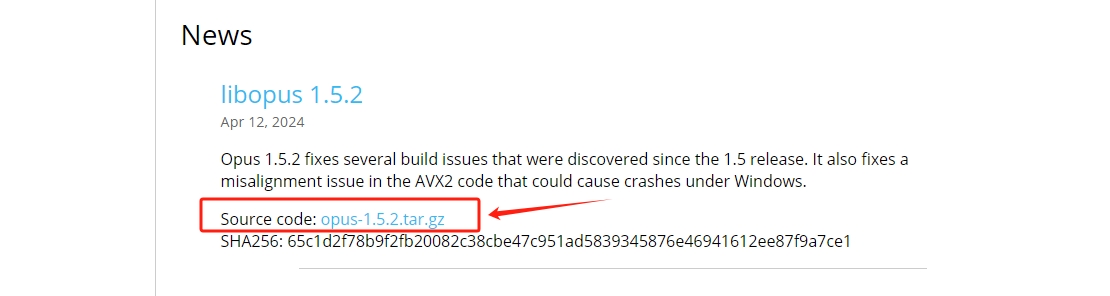 News
libopus 1.5.2
Apr 12, 2024
Opus 1.5.2 fixes several build issues that were discovered since the 1.5 release. It also fixes a
misalignment issue in the AVX2 code that could cause crashes under Windows.
Source code: opus-1.5.2.tar.gz
SHA256: 65c1d2f78b9f2fb20082c38cbe47c951ad5839345876e46941612ee87f9a7ce1